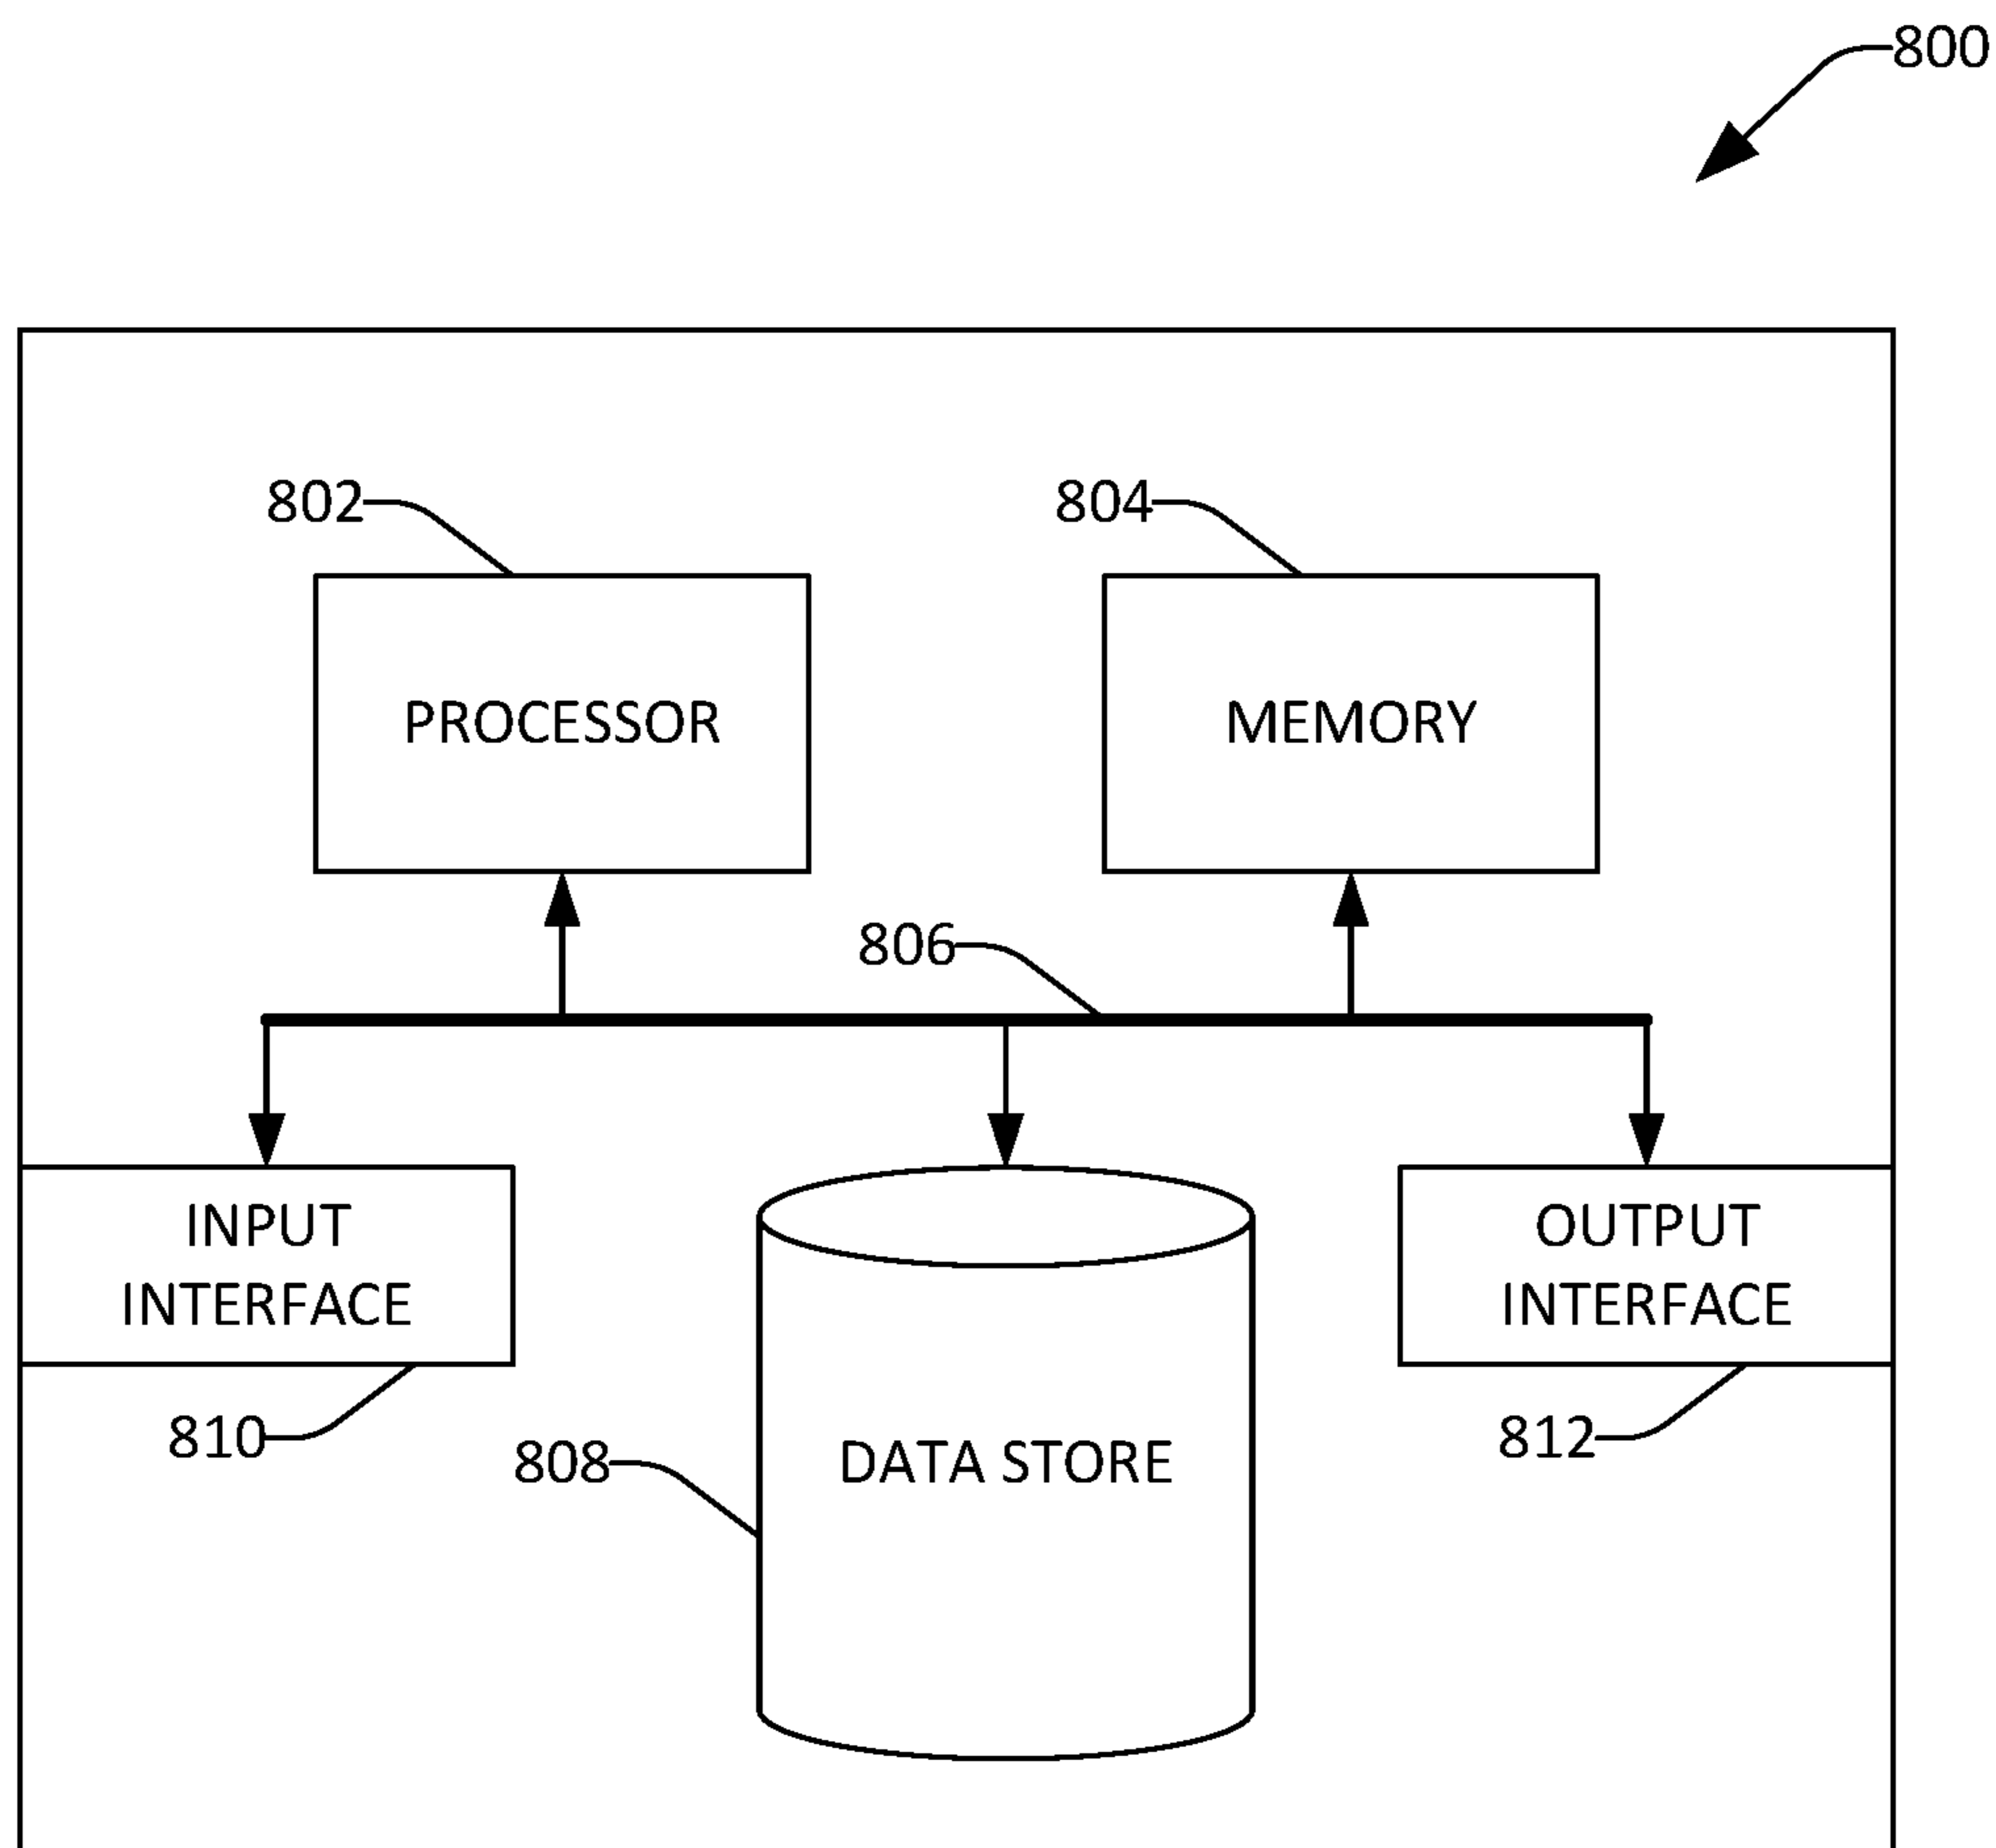 800
802
804
PROCESSOR
MEMORY
806
INPUT
INTERFACE
OUTPUT
INTERFACE
810
808
DATA STORE
812